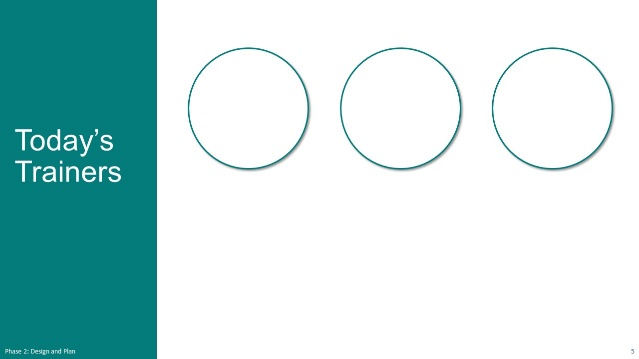 Today’s
Trainers
Phase 2: Design and Plan
5